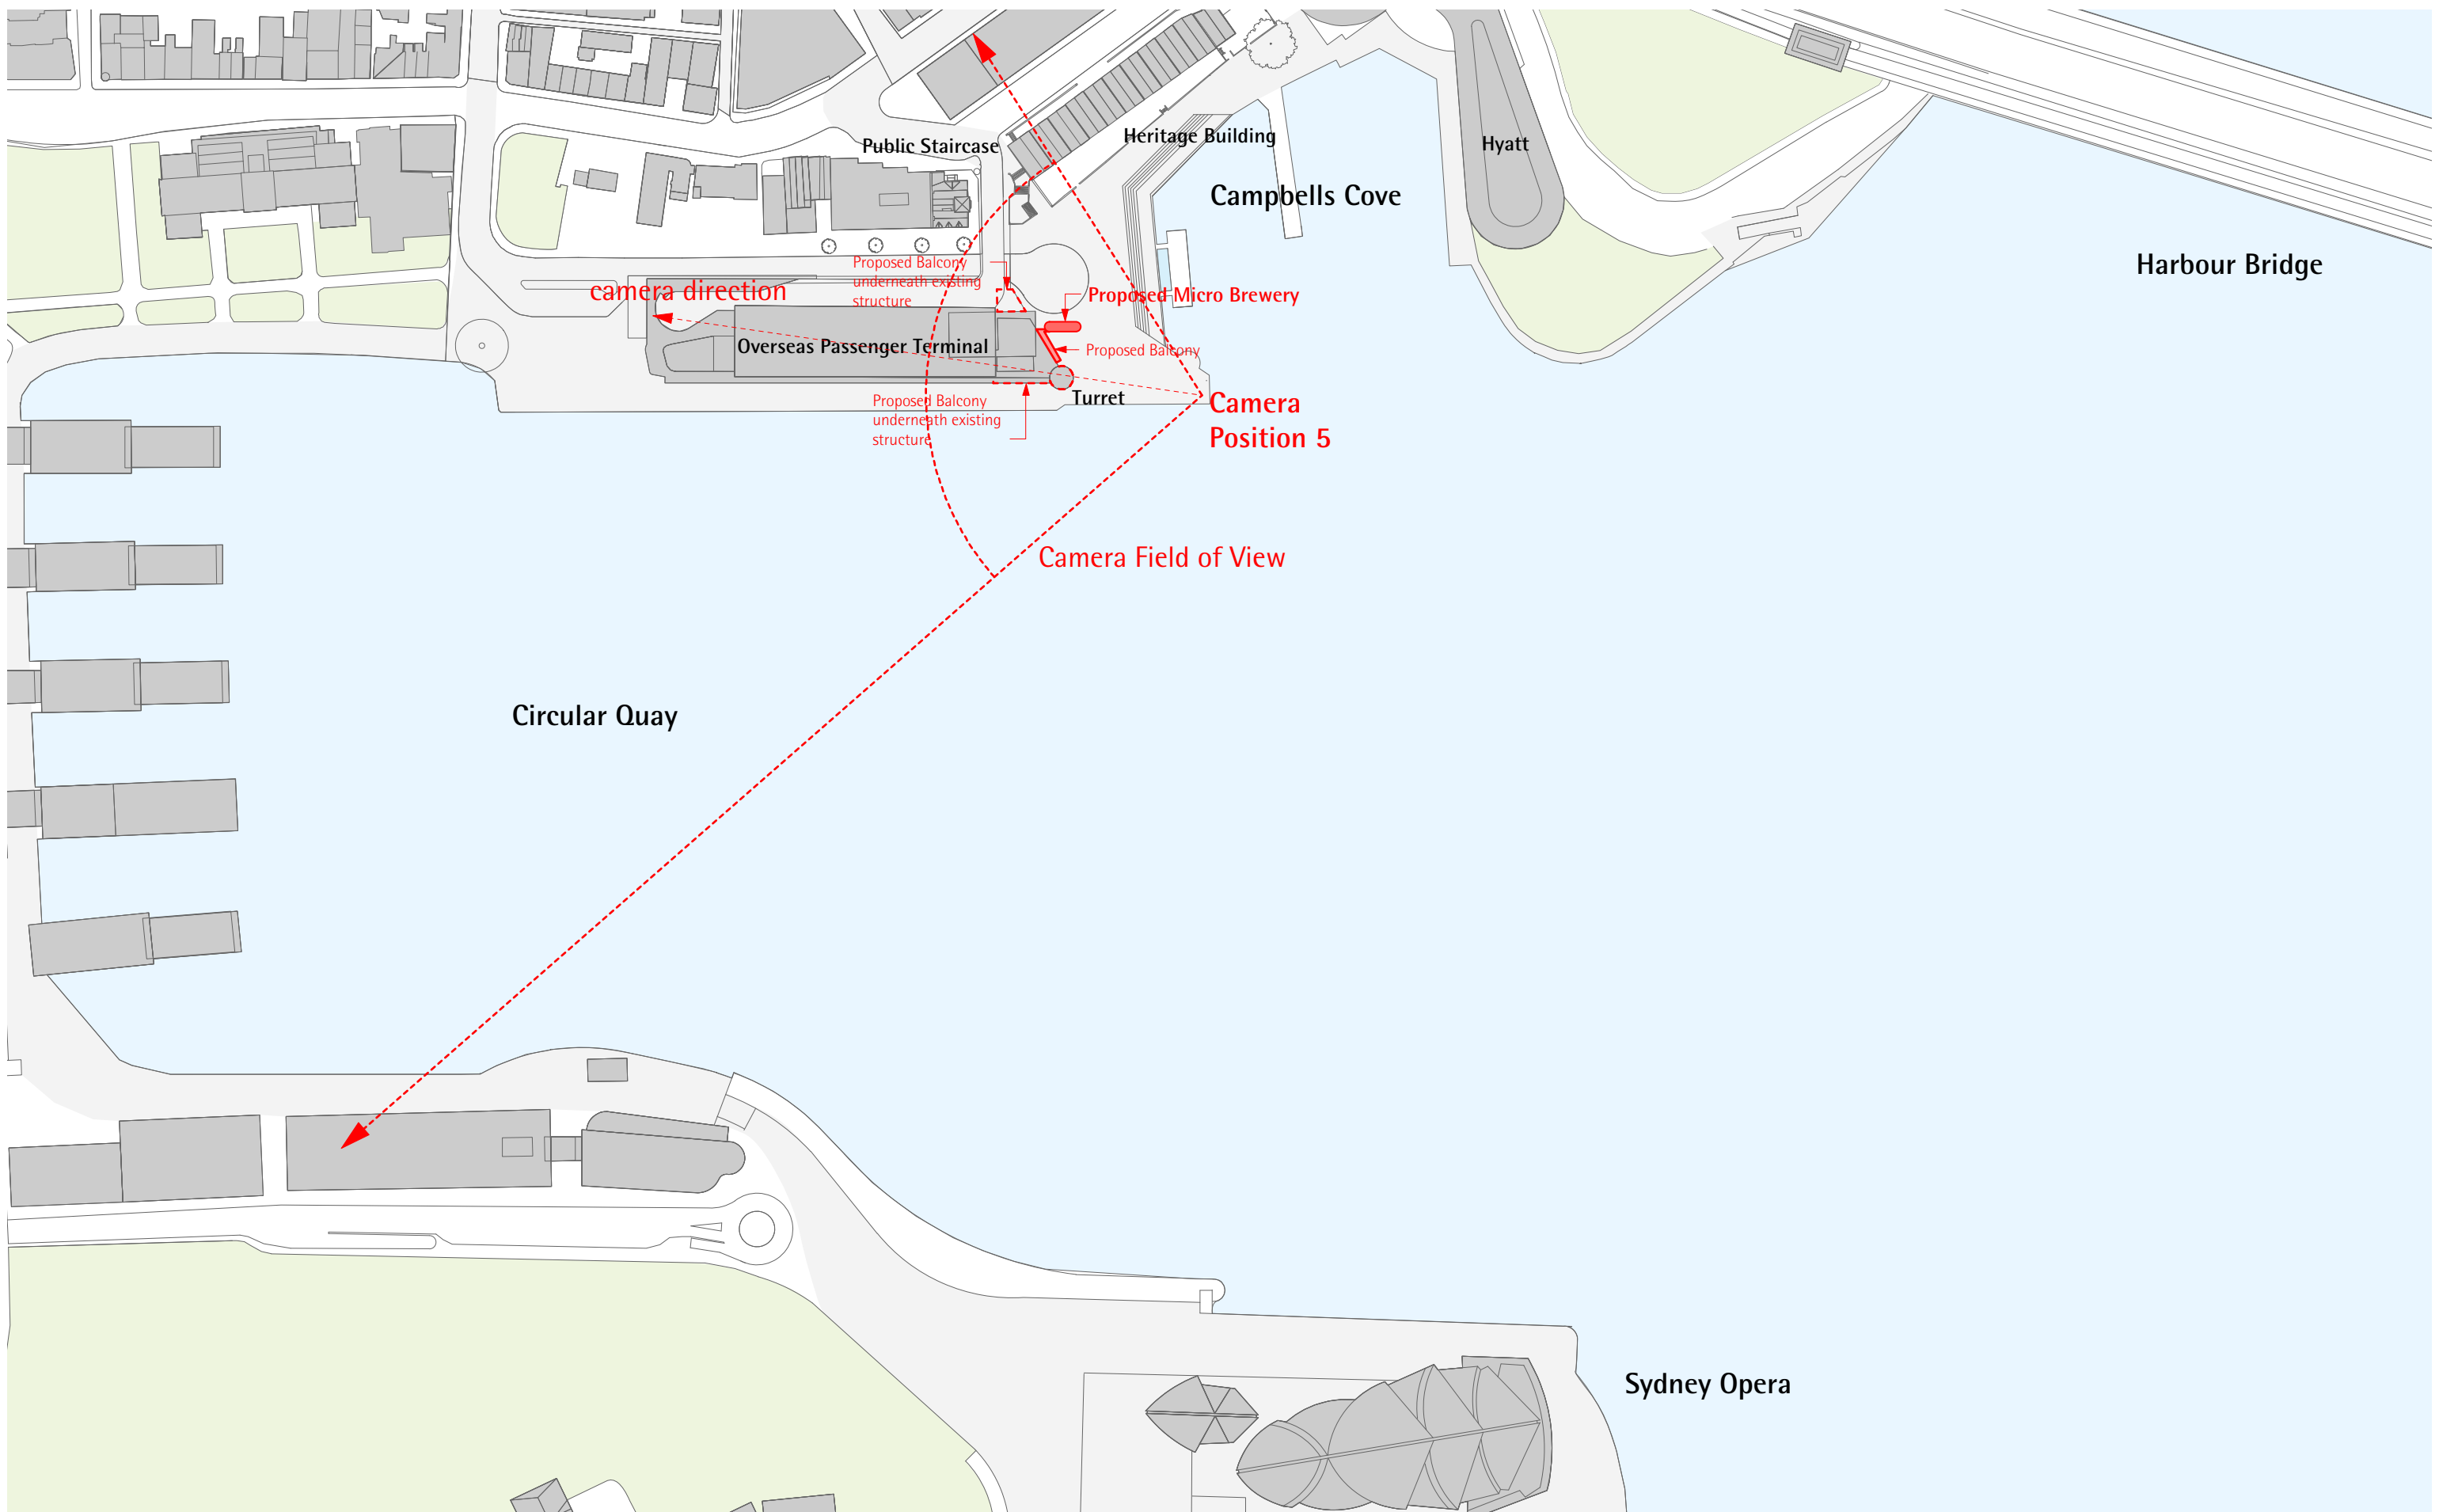 Public Staircase
Heritage Building
Hyatt
Campbells Cove
Harbour Bridge
Proposed Balcony
underneath existing
structure
camera direction
Proposed Micro Brewery
Overseas Passenger Terminal
Proposed Balcony
Turret
Proposed Balcony
underneath existing
structure
Camera
Position 5
Camera Field of View
Circular Quay
Sydney Opera